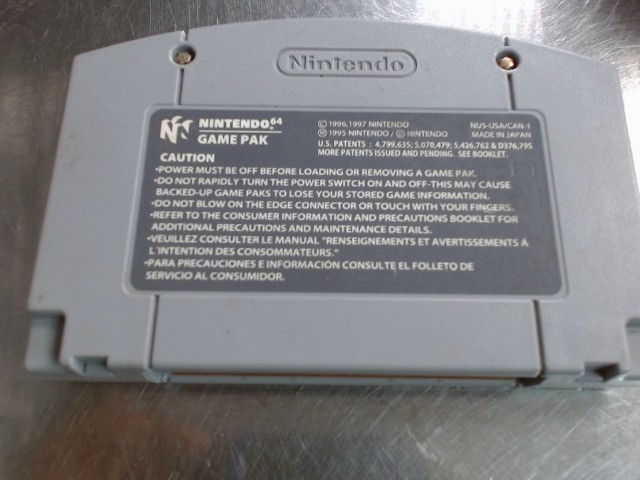 Nintendo
NINTENDO64
GAME PAK
©1996,1997 NINTENDO
Ⓜ1995 NINTENDO / Ⓓ NINTENDO
NUS-USA/CAN-1
MADE IN JAPAN
U.S. PATENTS : 4,799,635; 5,070,479; 5,426,762 & D376,795
MORE PATENTS ISSUED AND PENDING. SEE BOOKLET.
CAUTION
•POWER MUST BE OFF BEFORE LOADING OR REMOVING A GAME PAK.
•DO NOT RAPIDLY TURN THE POWER SWITCH ON AND OFF-THIS MAY CAUSE
BACKED-UP GAME PAKS TO LOSE YOUR STORED GAME INFORMATION.
•DO NOT BLOW ON THE EDGE CONNECTOR OR TOUCH WITH YOUR FINGERS.
•REFER TO THE CONSUMER INFORMATION AND PRECAUTIONS BOOKLET FOR
ADDITIONAL PRECAUTIONS AND MAINTENANCE DETAILS.
•VEUILLEZ CONSULTER LE MANUAL "RENSEIGNEMENTS ET AVERTISSEMENTS À
L'INTENTION DES CONSOMMATEURS."
•PARA PRECAUCIONES E INFORMACIÓN CONSULTE EL FOLLETO DE
SERVICIO AL CONSUMIDOR.